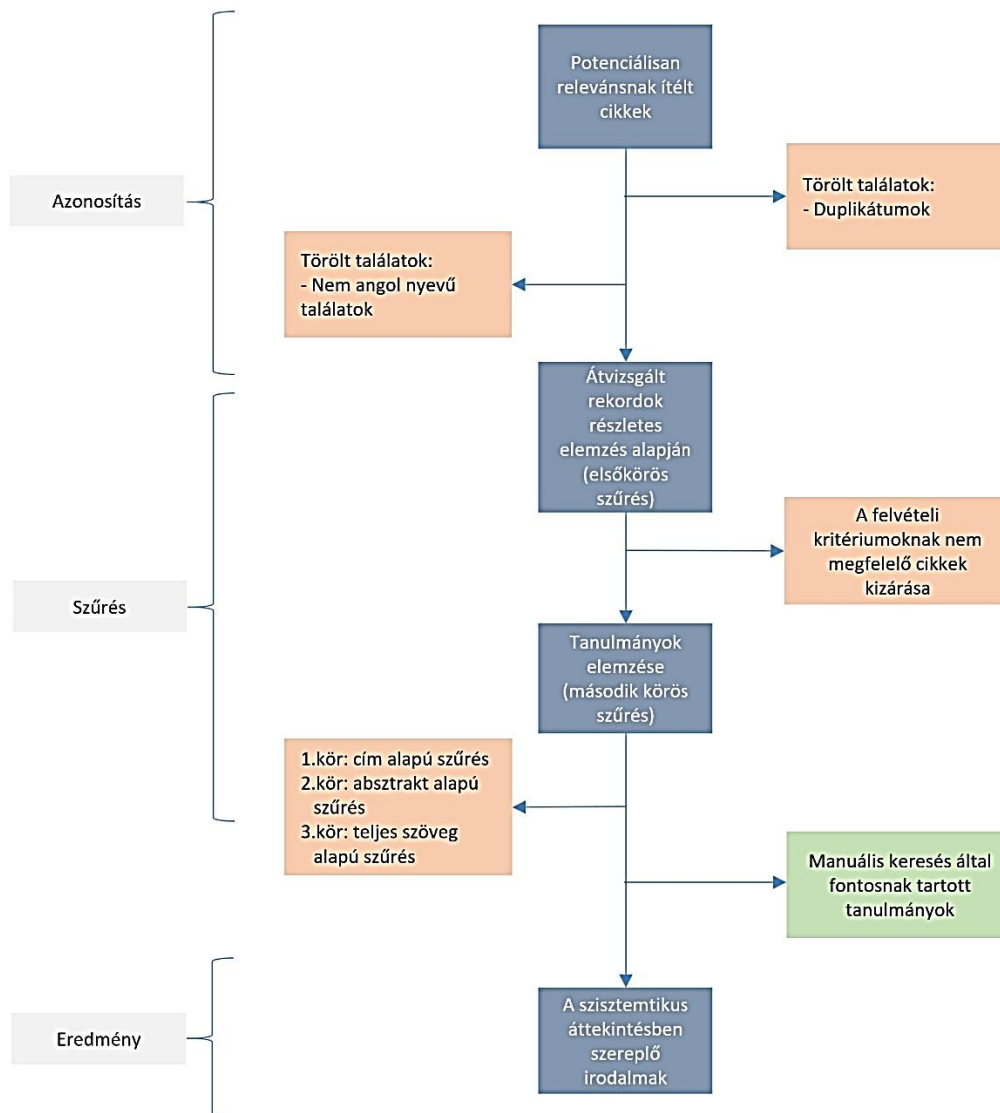 Potenciálisan
relevánsnak ítélt
cikkek
Azonosítás
Törölt találatok:
- Duplikátumok
Törölt találatok:
- Nem angol nyevű
találatok
Átvizsgált
rekordok
részletes
elemzés alapján
(elsőkörös
szűrés)
A felvételi
kritériumoknak nem
megfelelő cikkek
kizárása
Szűrés
Tanulmányok
elemzése
(második körös
szűrés)
1.kör: cím alapú szűrés
2.kör: absztrakt alapú
szűrés
3.kör: teljes szöveg
alapú szűrés
Manuális keresés által
fontosnak tartott
tanulmányok
Eredmény
A szisztemtikus
áttekintésben
szereplő
irodalmak